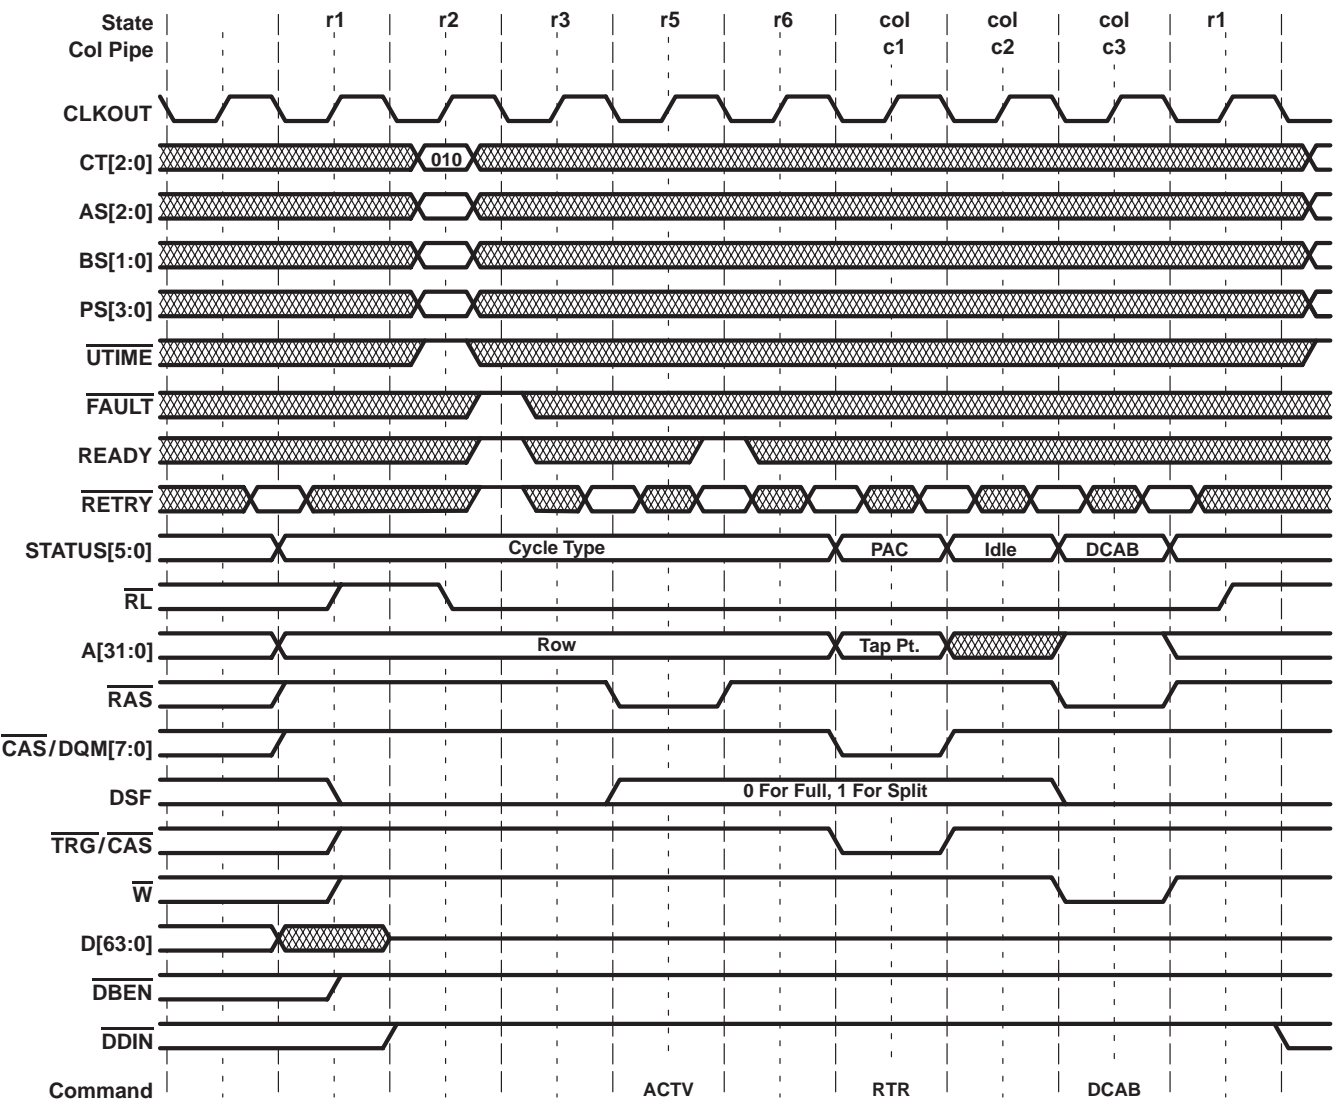 State r1 r2 r3 r5 r6 col col col r1
Col Pipe c1 c2 c3
CLKOUT
CT[2:0] 010
AS[2:0]
BS[1:0]
PS[3:0]
UTIME
FAULT
READY
RETRY
STATUS[5:0] Cycle Type PAC Idle DCAB
RL
A[31:0] Row Tap Pt.
RAS
CAS/DQM[7:0]
DSF 0 For Full, 1 For Split
TRG/CAS
W
D[63:0]
DBEN
DDIN
Command ACTV RTR DCAB